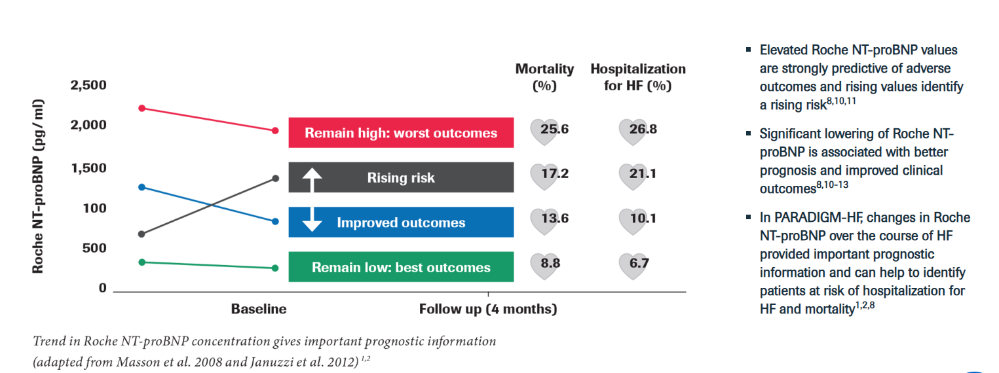 Mortality (%)
Hospitalization for HF (%)
Roche NT-proBNP (pg/ml)
2,500
2,000
1,500
100
500
0
Remain high: worst outcomes 25.6 26.8
Rising risk 17.2 21.1
Improved outcomes 13.6 10.1
Remain low: best outcomes 8.8 6.7
Baseline Follow up (4 months)
Trend in Roche NT-proBNP concentration gives important prognostic information
(adapted from Masson et al. 2008 and Januzzi et al. 2012) 1,2
▪ Elevated Roche NT-proBNP values
are strongly predictive of adverse
outcomes and rising values identify
a rising risk8,10,11
▪ Significant lowering of Roche NT-
proBNP is associated with better
prognosis and improved clinical
outcomes8,10-13
▪ In PARADIGM-HF, changes in Roche
NT-proBNP over the course of HF
provided important prognostic
information and can help to identify
patients at risk of hospitalization for
HF and mortality1,2,8